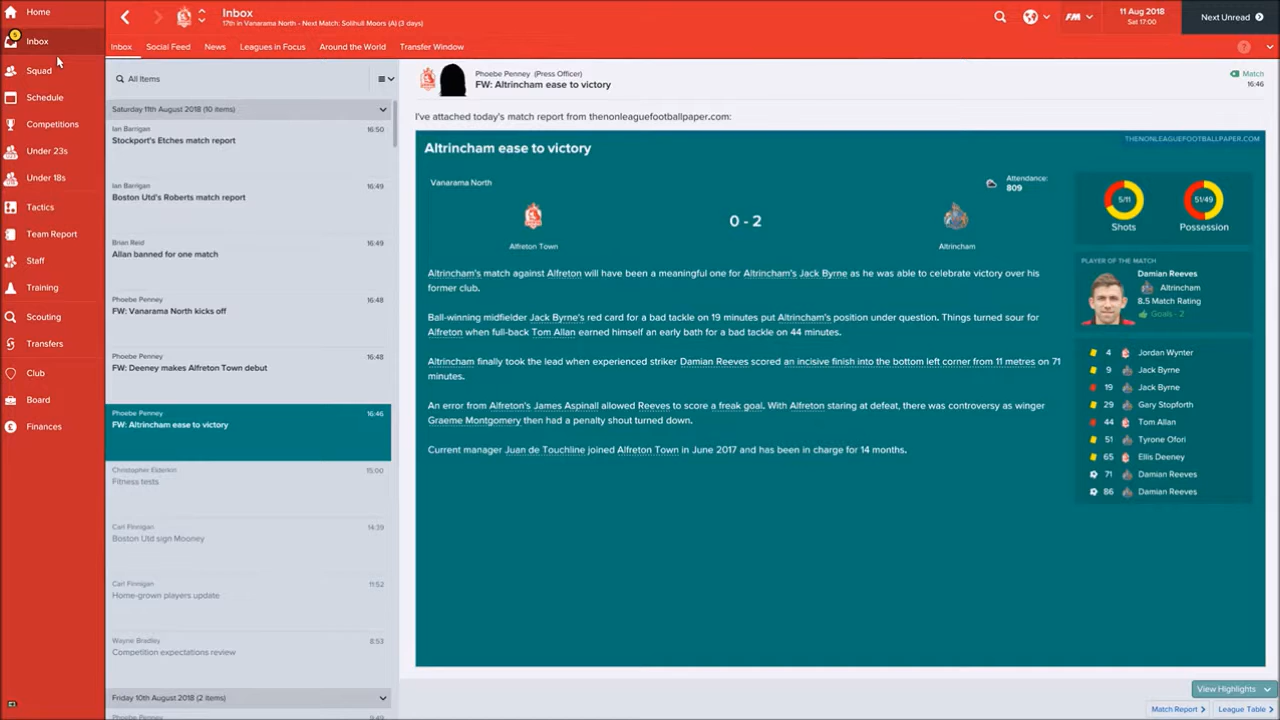 Home
5
Inbox
Squad
Schedule
Competitions
Under 23s
Under 18s
Tactics
Team Report
Staff
Training
Scouting
Transfers
Club
Board
Finances
Inbox
17th in Vanarama North - Next Match: Solihull Moors (A) (3 days)
FM
11 Aug 2018
Sat 17:00
Next Unread
Inbox Social Feed News Leagues in Focus Around the World Transfer Window
?
All Items
Saturday 11th August 2018 (10 items)
Ian Barrigan 16:50
Stockport's Etches match report
Ian Barrigan 16:49
Boston Utd's Roberts match report
Brian Reid 16:49
Allan banned for one match
Phoebe Penney 16:48
FW: Vanarama North kicks off
Phoebe Penney 16:48
FW: Deeney makes Alfreton Town debut
Phoebe Penney 16:46
FW: Altrincham ease to victory
Christopher Elderkin 15:00
Fitness tests
Carl Finnigan 14:39
Boston Utd sign Mooney
Carl Finnigan 11:52
Home-grown players update
Wayne Bradley 8:53
Competition expectations review
Friday 10th August 2018 (2 items)
Phoebe Penney
Phoebe Penney (Press Officer)
FW: Altrincham ease to victory
Match
16:46
I've attached today's match report from thenonleaguefootballpaper.com:
Altrincham ease to victory
THENONLEAGUEFOOTBALLPAPER.COM
Vanarama North
Attendance:
809
0 - 2
Alfreton Town
Altrincham
Altrincham's match against Alfreton will have been a meaningful one for Altrincham's Jack Byrne as he was able to celebrate victory over his
former club.
Ball-winning midfielder Jack Byrne's red card for a bad tackle on 19 minutes put Altrincham's position under question. Things turned sour for
Alfreton when full-back Tom Allan earned himself an early bath for a bad tackle on 44 minutes.
Altrincham finally took the lead when experienced striker Damian Reeves scored an incisive finish into the bottom left corner from 11 metres on 71
minutes.
An error from Alfreton's James Aspinall allowed Reeves to score a freak goal. With Alfreton staring at defeat, there was controversy as winger
Graeme Montgomery then had a penalty shout turned down.
Current manager Juan de Touchline joined Alfreton Town in June 2017 and has been in charge for 14 months.
5/11
Shots
51/49
Possession
PLAYER OF THE MATCH
Damian Reeves
Altrincham
8.5 Match Rating
Goals - 2
4 Jordan Wynter
9 Jack Byrne
19 Jack Byrne
29 Gary Stopforth
44 Tom Allan
51 Tyrone Ofori
65 Ellis Deeney
71 Damian Reeves
86 Damian Reeves
View Highlights
Match Report
League Table